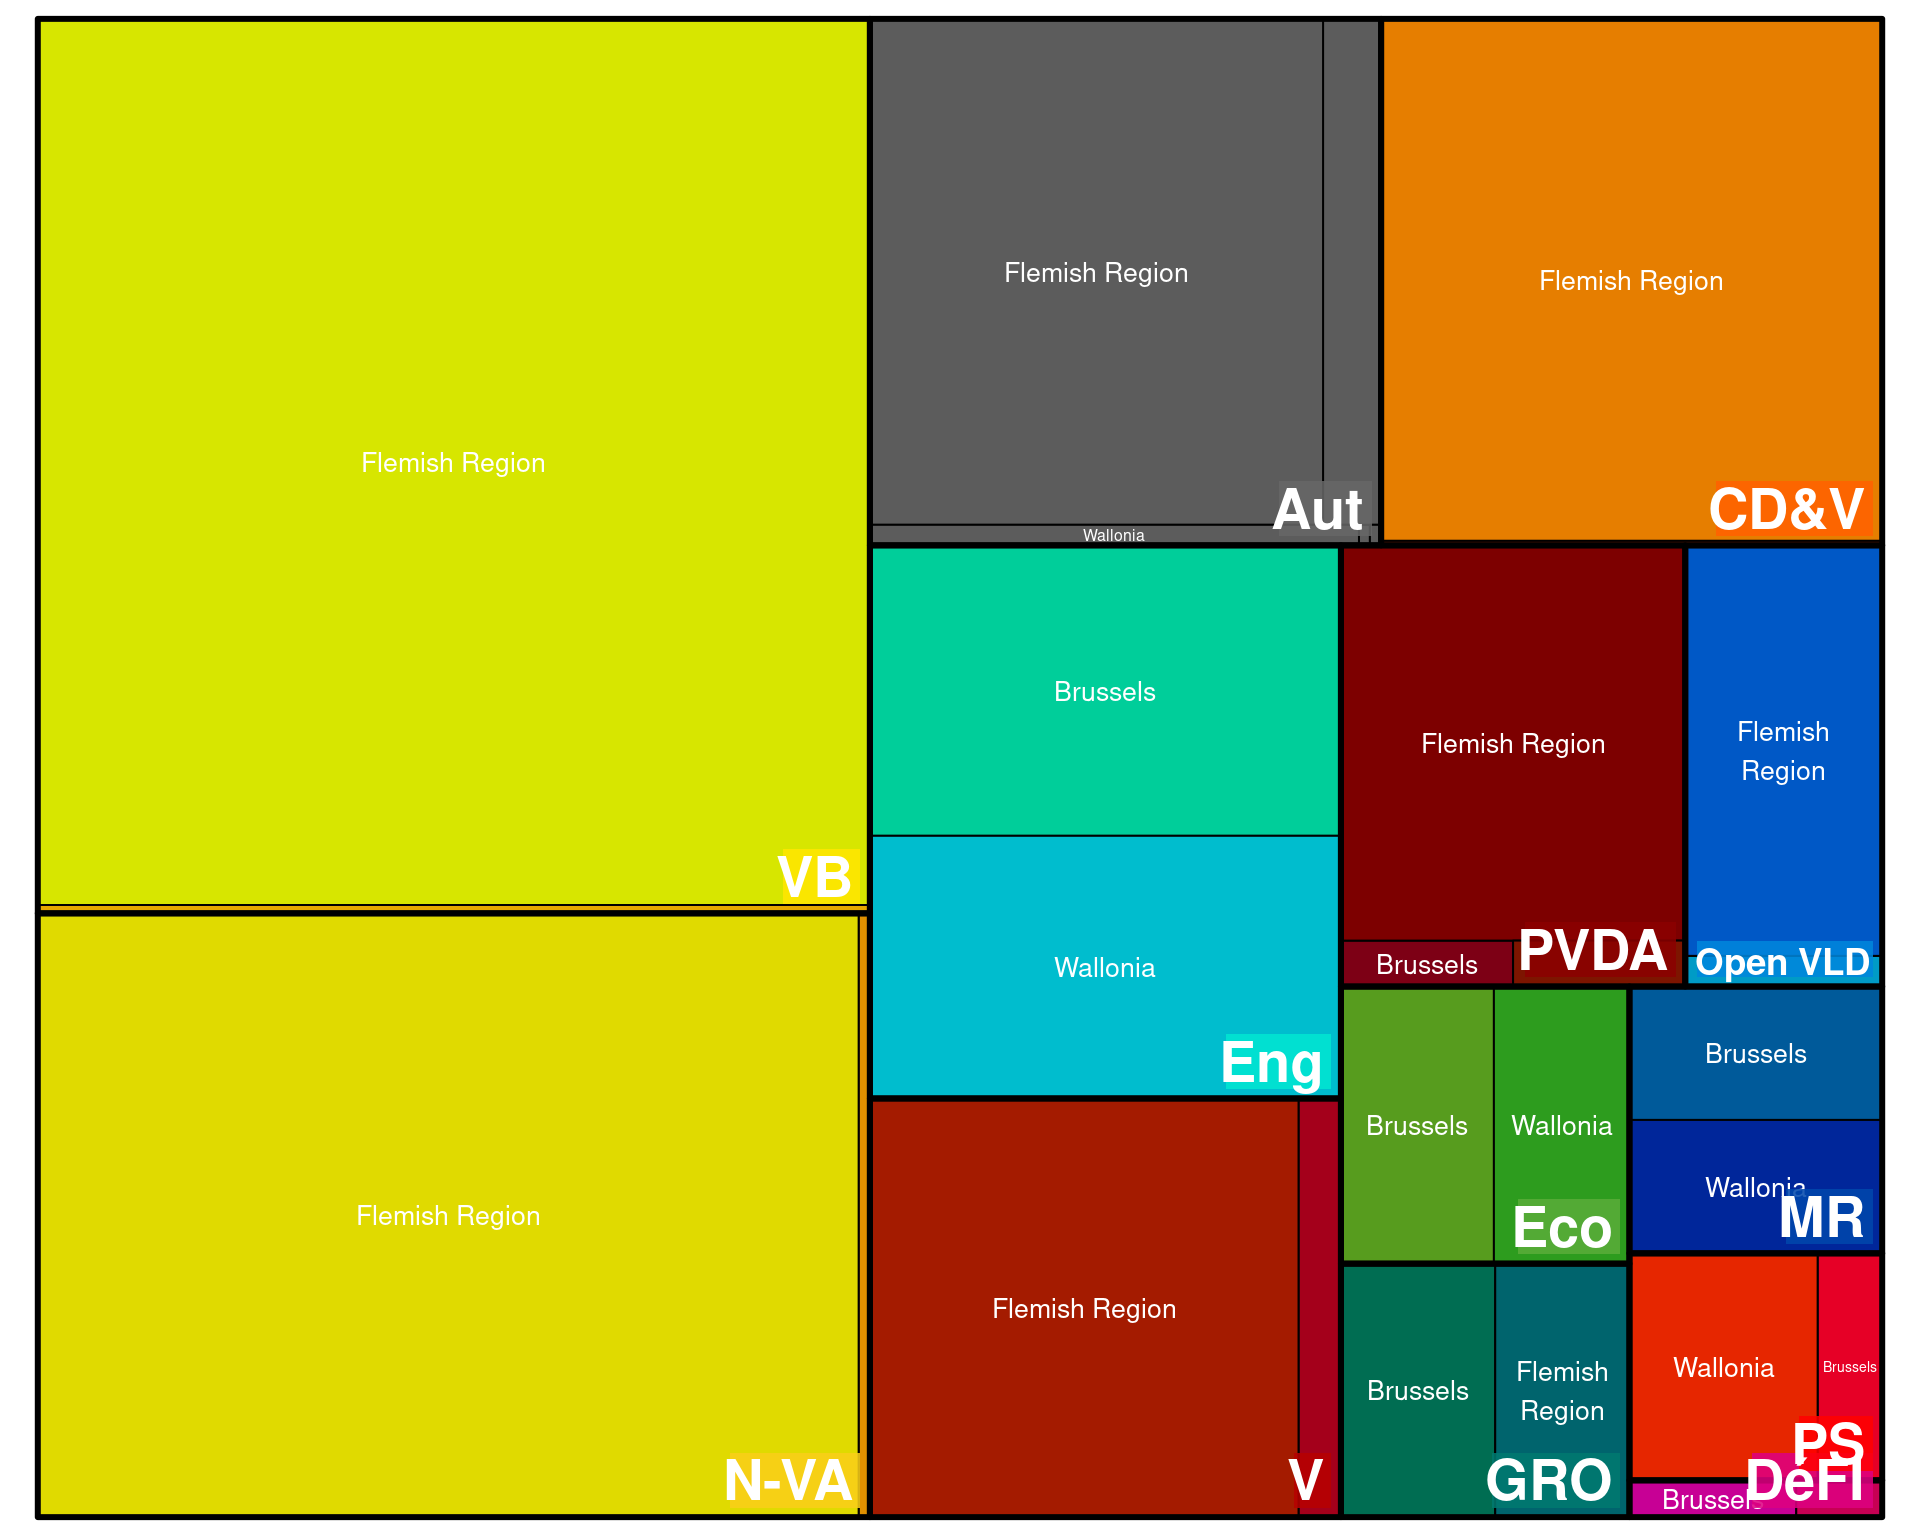 Flemish Region
VB
Flemish Region
N-VA
Flemish Region
Wallonia
Aut
Flemish Region
CD&V
Brussels
Wallonia
Eng
Flemish Region
V
Flemish Region
Brussels
PVDA
Flemish
Region
Open VLD
Brussels
Wallonia
Eco
Brussels
Flemish
Region
GRO
Brussels
Wallonia
MR
Wallonia
Brussels
PS
Brussels
DéFI